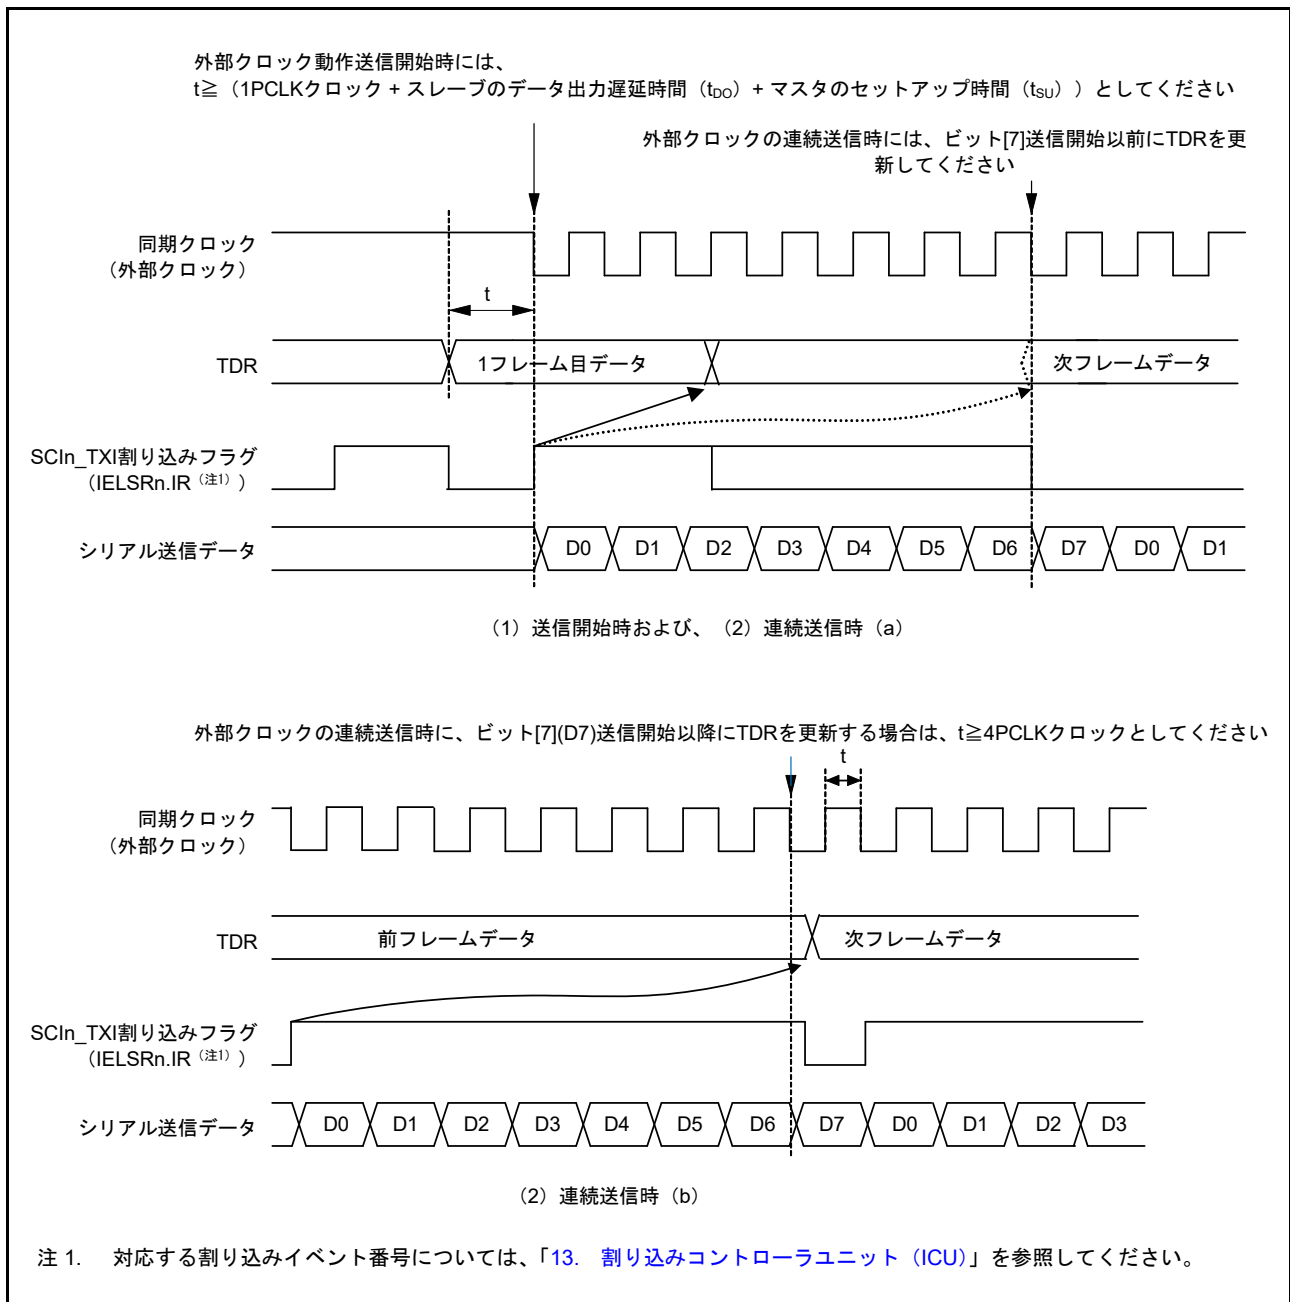 外部クロック動作送信開始時には、
t≧（1PCLKクロック + スレーブのデータ出力遅延時間（tDO）+ マスタのセットアップ時間（tSU））としてください
外部クロックの連続送信時には、ビット[7]送信開始以前にTDRを更
新してください
同期クロック
（外部クロック）
t
TDR
1フレーム目データ
次フレームデータ
SCIn_TXI割り込みフラグ
（IELSRn.IR（注1））
シリアル送信データ
D0 D1 D2 D3 D4 D5 D6 D7 D0 D1
（1）送信開始時および、（2）連続送信時（a）
外部クロックの連続送信時に、ビット[7](D7)送信開始以降にTDRを更新する場合は、t≧4PCLKクロックとしてください
t
同期クロック
（外部クロック）
TDR
前フレームデータ
次フレームデータ
SCIn_TXI割り込みフラグ
（IELSRn.IR（注1））
シリアル送信データ
D0 D1 D2 D3 D4 D5 D6 D7 D0 D1 D2 D3
（2）連続送信時（b）
注 1. 対応する割り込みイベント番号については、「13. 割り込みコントローラユニット（ICU）」を参照してください。